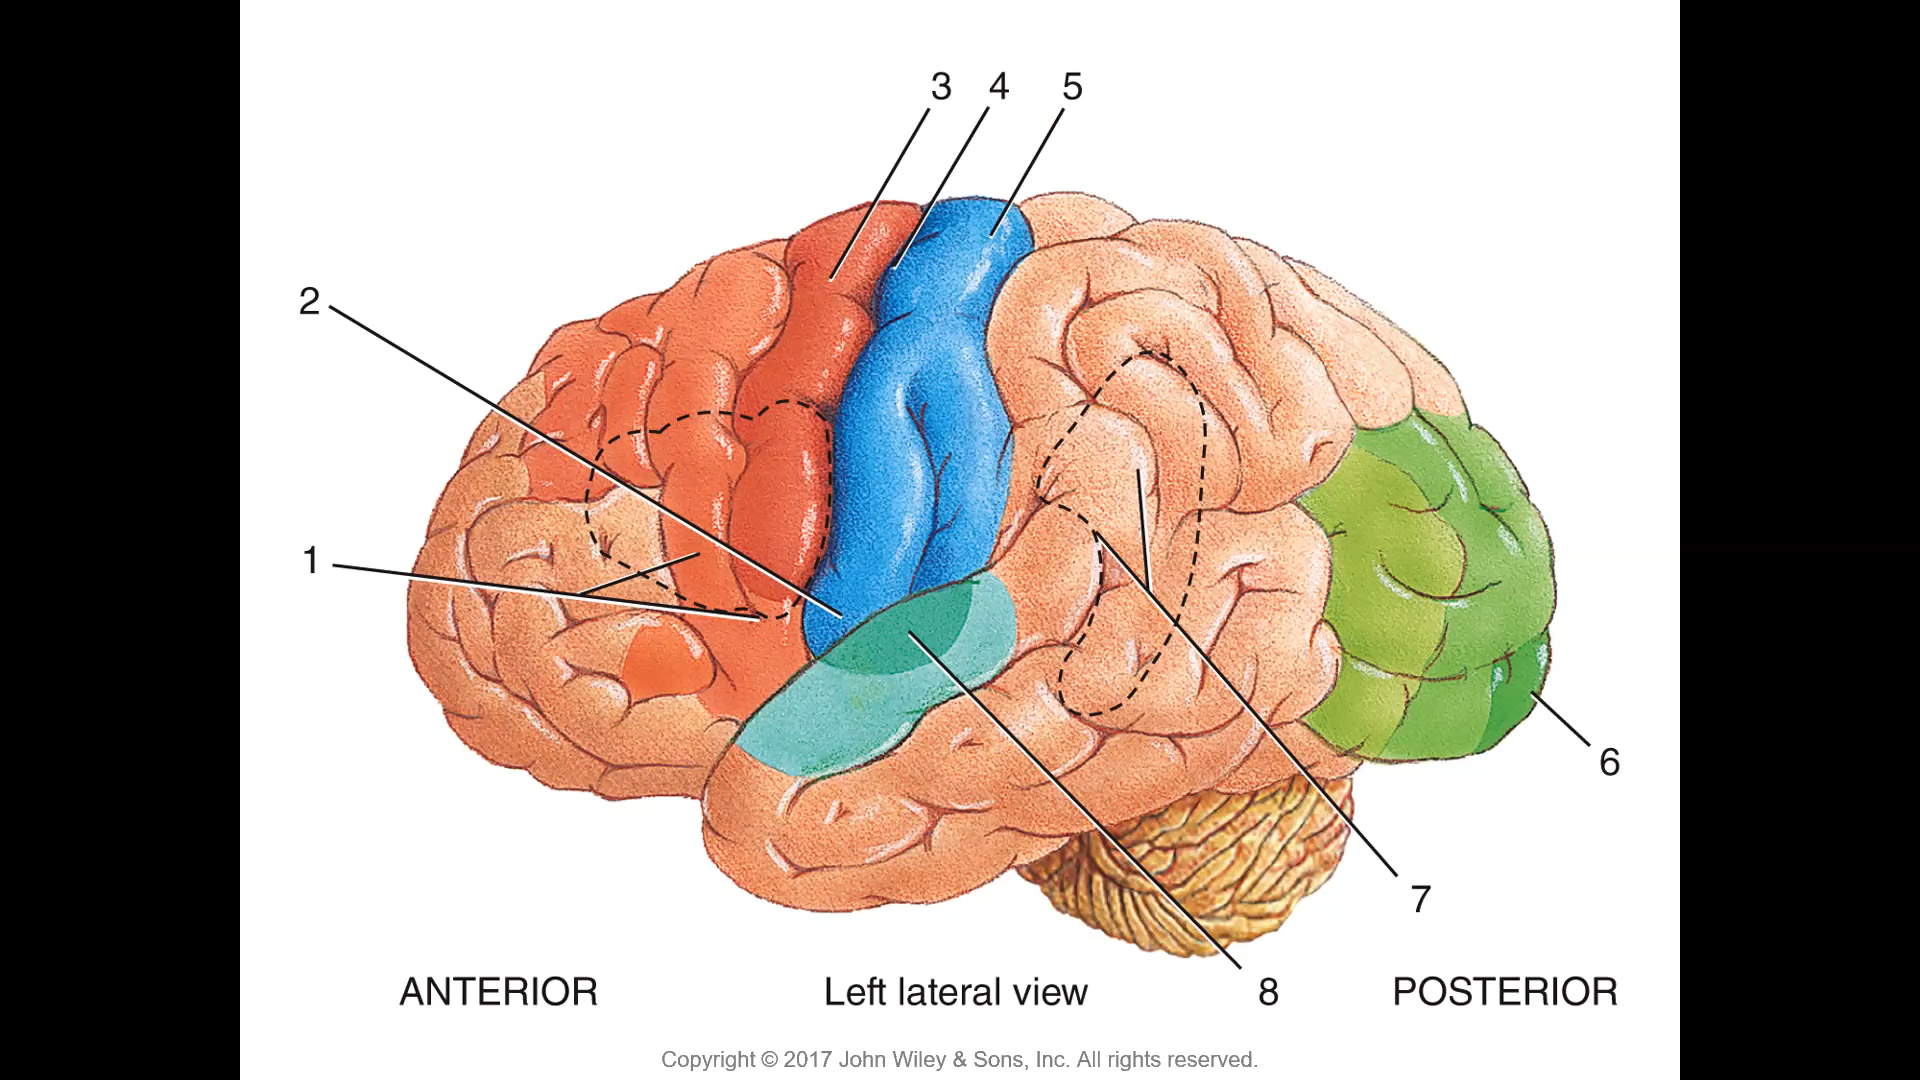 3 4 5
2
1
6
7
ANTERIOR Left lateral view 8 POSTERIOR
Copyright © 2017 John Wiley & Sons, Inc. All rights reserved.